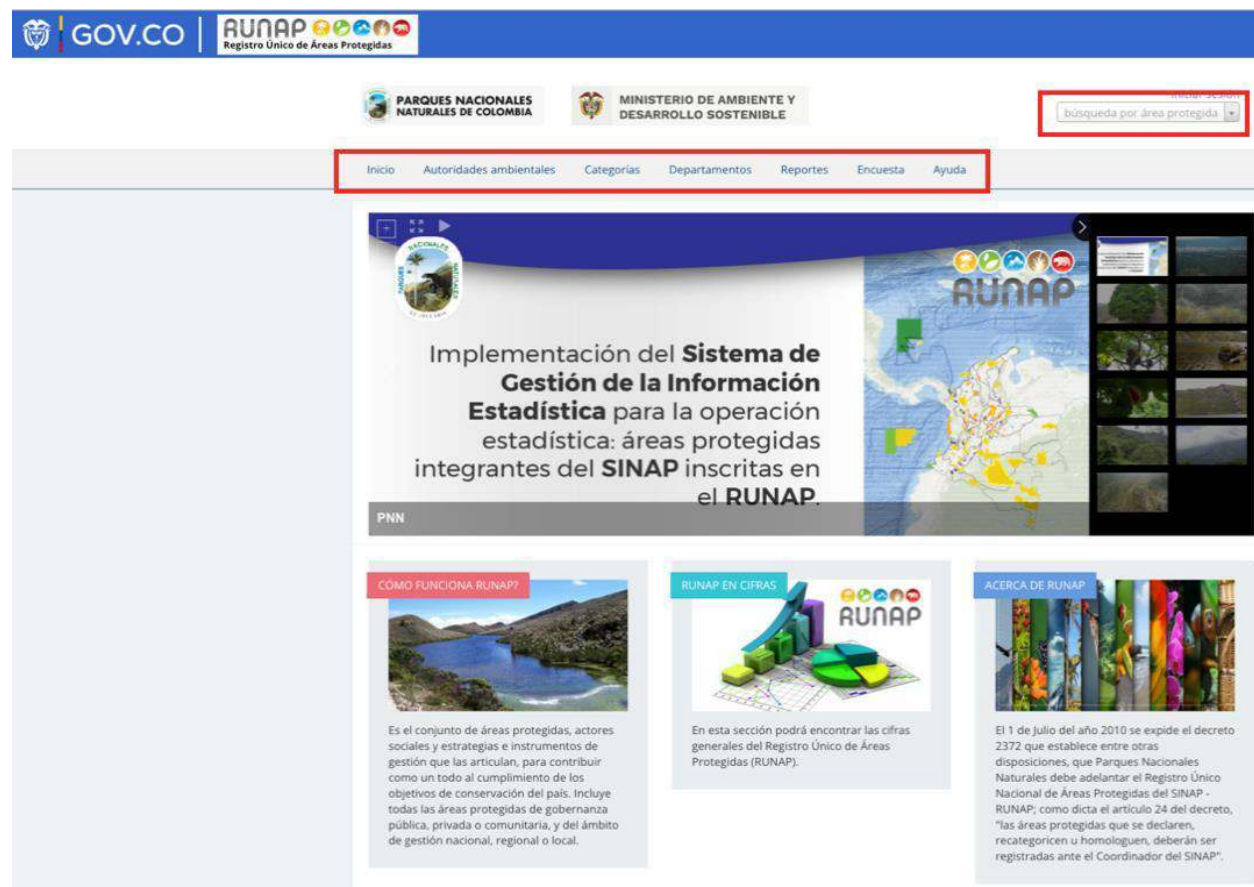 GOV.CO
RUNAP
Registro Único de Áreas Protegidas
PARQUES NACIONALES
NATURALES DE COLOMBIA
MINISTERIO DE AMBIENTE Y
DESARROLLO SOSTENIBLE
Iniciar sesión
búsqueda por área protegida
Inicio Autoridades ambientales Categorías Departamentos Reportes Encuesta Ayuda
PARQUES NACIONALES NATURALES
DE COLOMBIA
RUNAP
Implementación del Sistema de
Gestión de la Información
Estadística para la operación
estadística: áreas protegidas
integrantes del SINAP inscritas en
el RUNAP.
PNN
CÓMO FUNCIONA RUNAP?
Es el conjunto de áreas protegidas, actores
sociales y estrategias e instrumentos de
gestión que las articulan, para contribuir
como un todo al cumplimiento de los
objetivos de conservación del país. Incluye
todas las áreas protegidas de gobernanza
pública, privada o comunitaria, y del ámbito
de gestión nacional, regional o local.
RUNAP EN CIFRAS
RUNAP
En esta sección podrá encontrar las cifras
generales del Registro Único de Áreas
Protegidas (RUNAP).
ACERCA DE RUNAP
El 1 de Julio del año 2010 se expide el decreto
2372 que establece entre otras
disposiciones, que Parques Nacionales
Naturales debe adelantar el Registro Único
Nacional de Áreas Protegidas del SINAP -
RUNAP; como dicta el artículo 24 del decreto,
"las áreas protegidas que se declaren,
recategoricen u homologuen, deberán ser
registradas ante el Coordinador del SINAP".